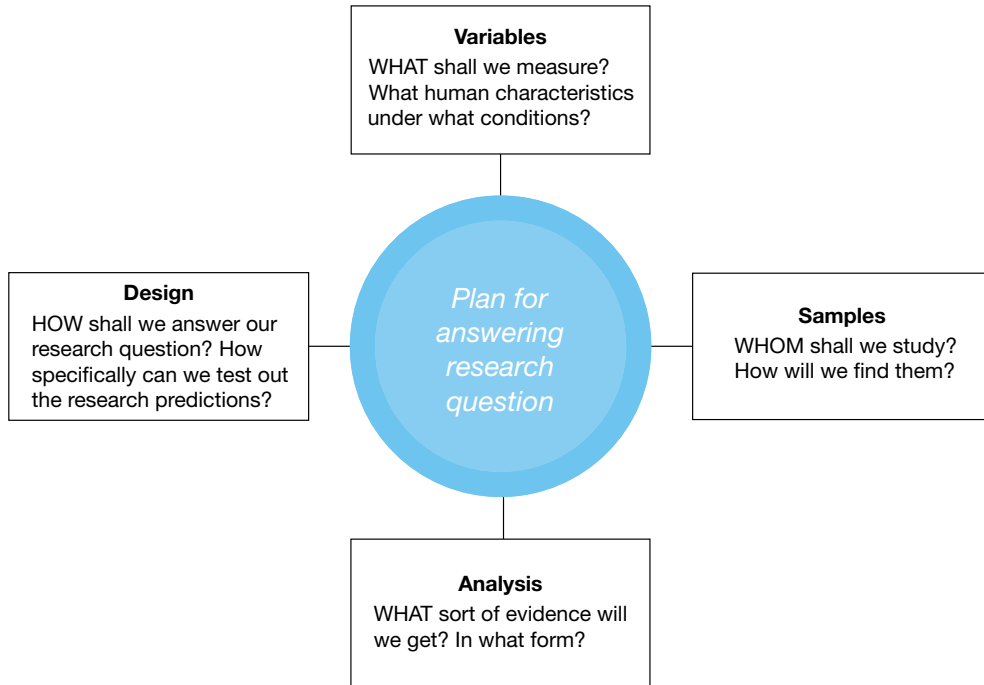 Variables
WHAT shall we measure?
What human characteristics
under what conditions?
Design
HOW shall we answer our
research question? How
specifically can we test out
the research predictions?
Plan for
answering
research
question
Samples
WHOM shall we study?
How will we find them?
Analysis
WHAT sort of evidence will
we get? In what form?